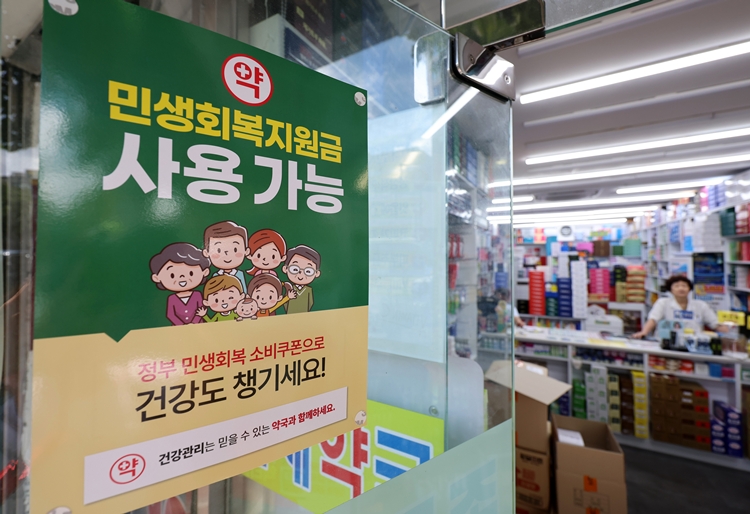 약
민생회복지원금
사용 가능
정부 민생회복 소비쿠폰으로
건강도 챙기세요!
약 건강관리는 믿을 수 있는 약국과 함께하세요.
약국